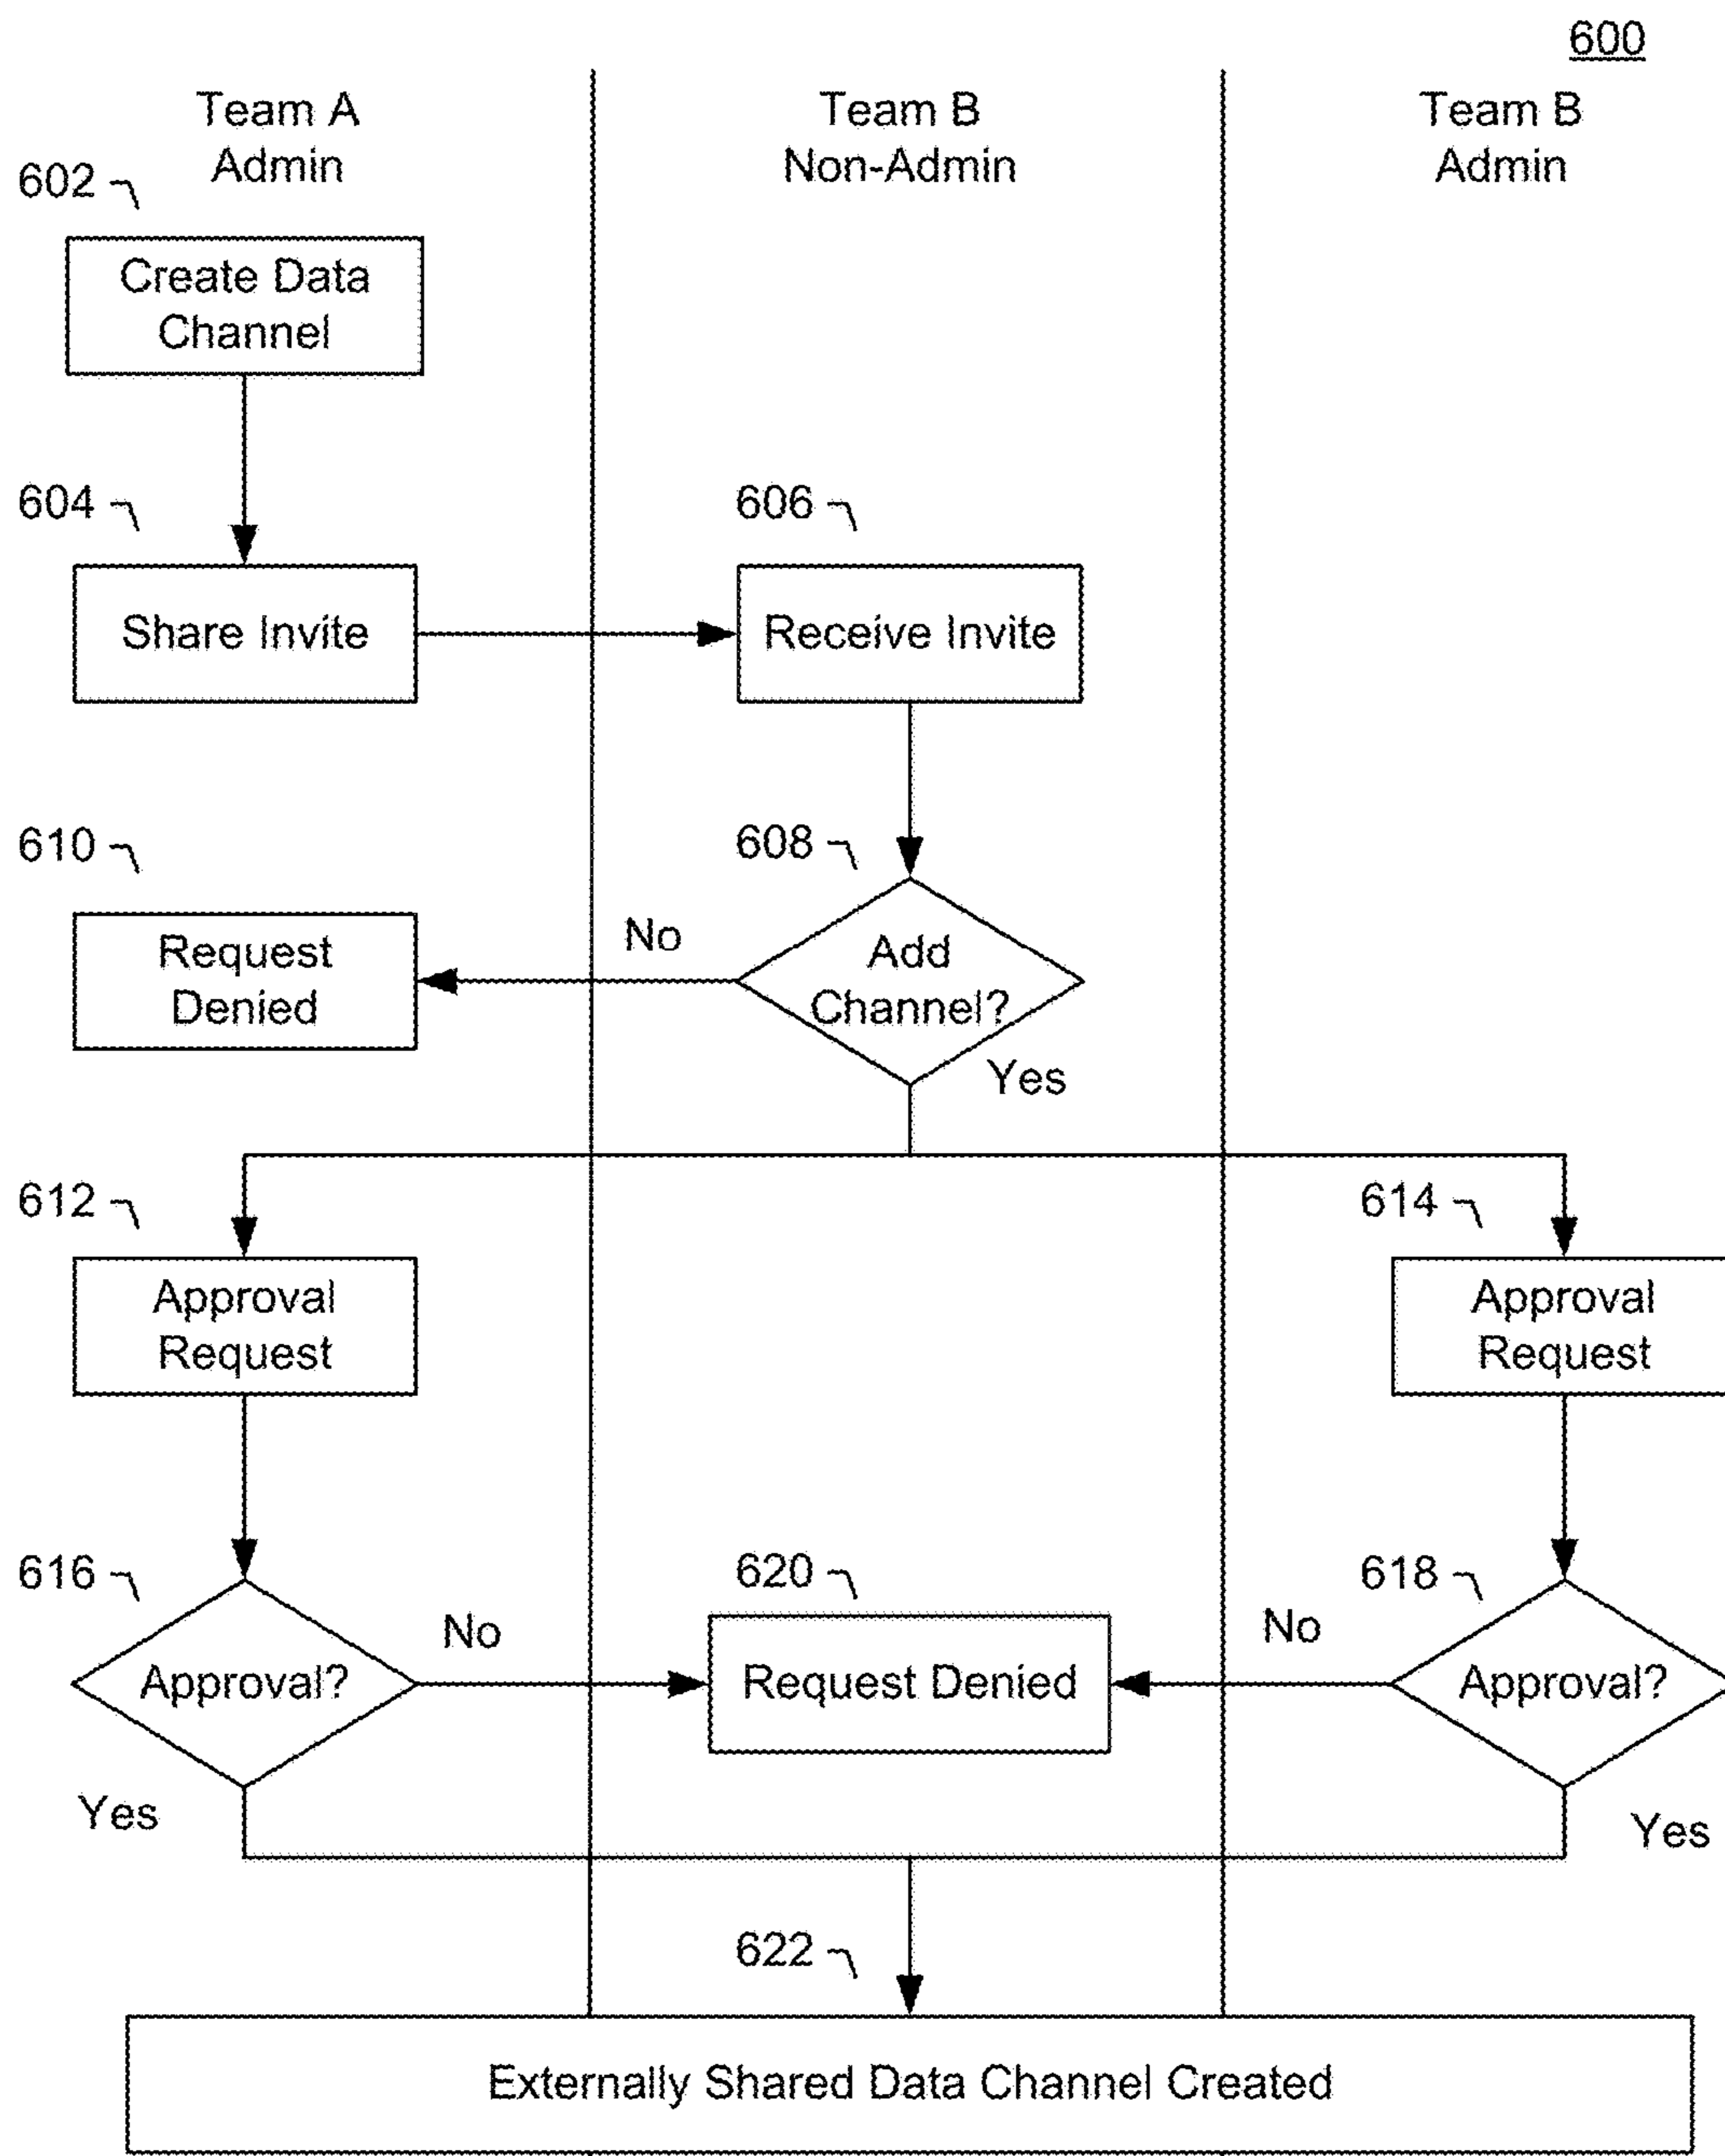 600
Team A
Admin
Team B
Non-Admin
Team B
Admin
602
Create Data
Channel
604
606
Share Invite
Receive Invite
610
608
Request
Denied
No
Add
Channel?
Yes
612
614
Approval
Request
Approval
Request
616
620
618
Approval?
No
Request Denied
No
Approval?
Yes
Yes
622
Externally Shared Data Channel Created